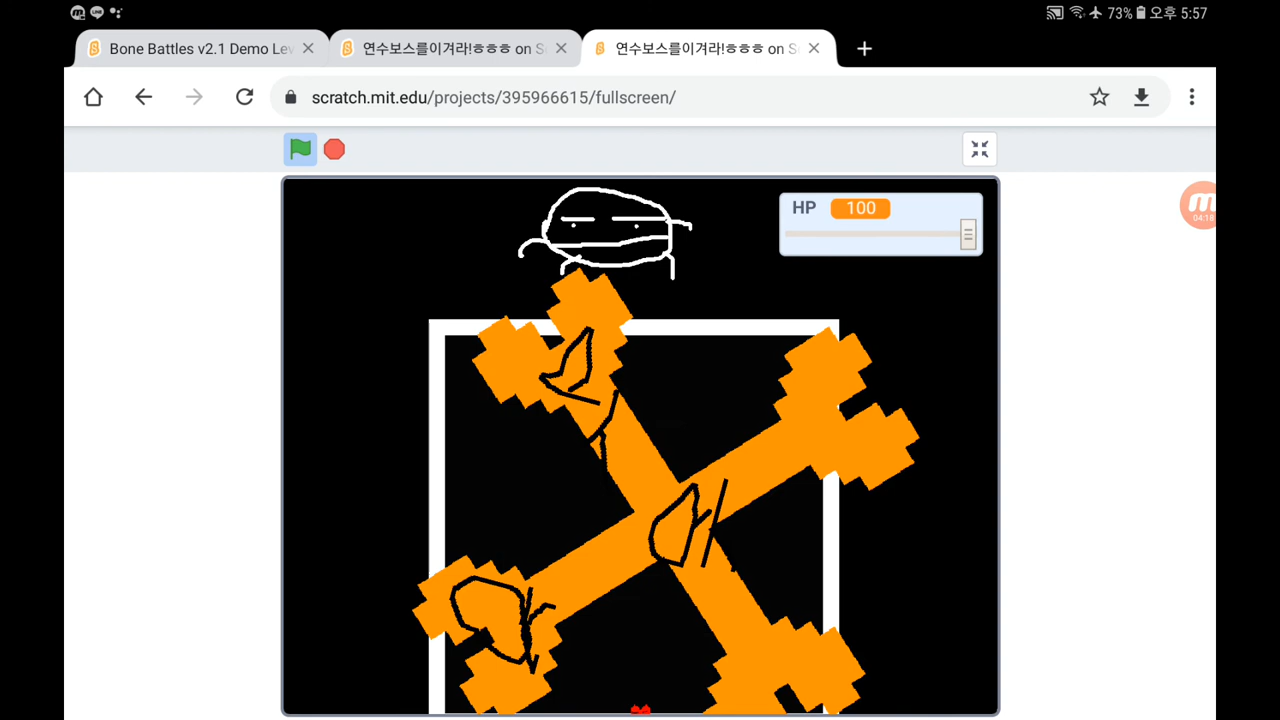 73% 오후 5:57
Bone Battles v2.1 Demo Lev
연수보스를이겨라!ㅎㅎㅎ on S
연수보스를이겨라!ㅎㅎㅎ on S
scratch.mit.edu/projects/395966615/fullscreen/
HP 100
04:18